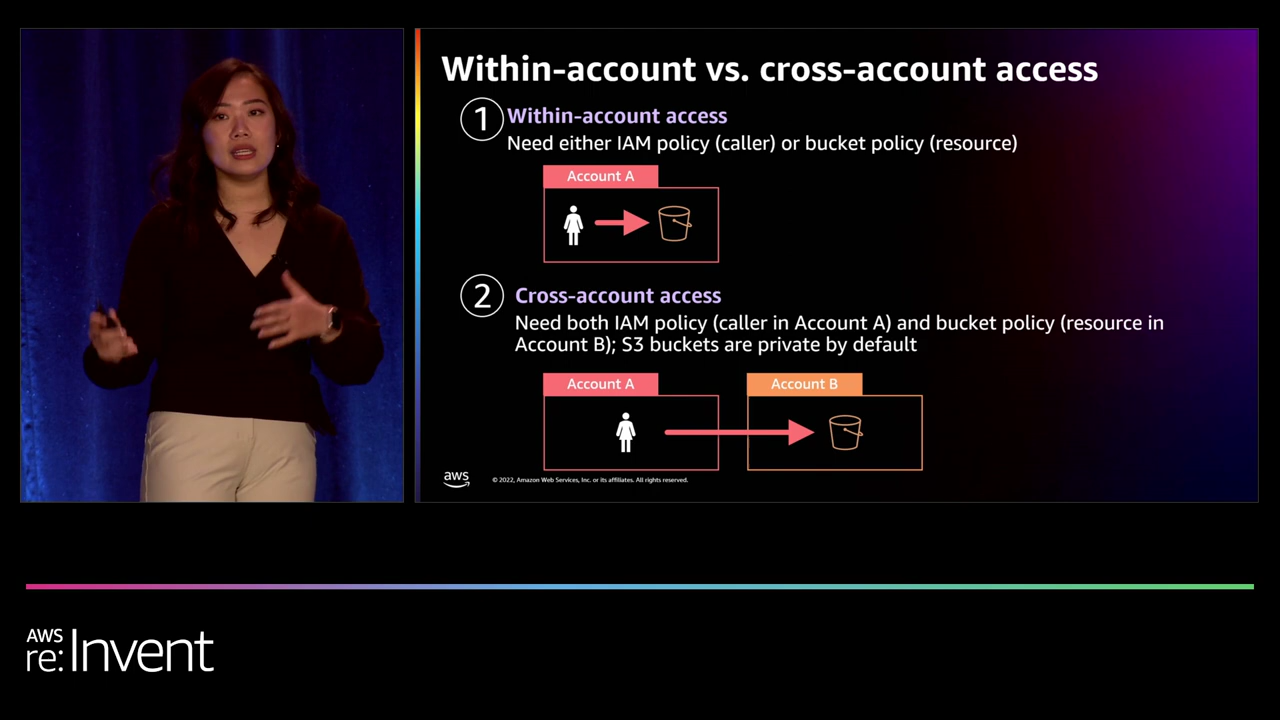 Within-account vs. cross-account access
1
Within-account access
Need either IAM policy (caller) or bucket policy (resource)
Account A
2
Cross-account access
Need both IAM policy (caller in Account A) and bucket policy (resource in
Account B); S3 buckets are private by default
Account A
Account B
aws
© 2022, Amazon Web Services, Inc. or its affiliates. All rights reserved.
AWS
re:Invent